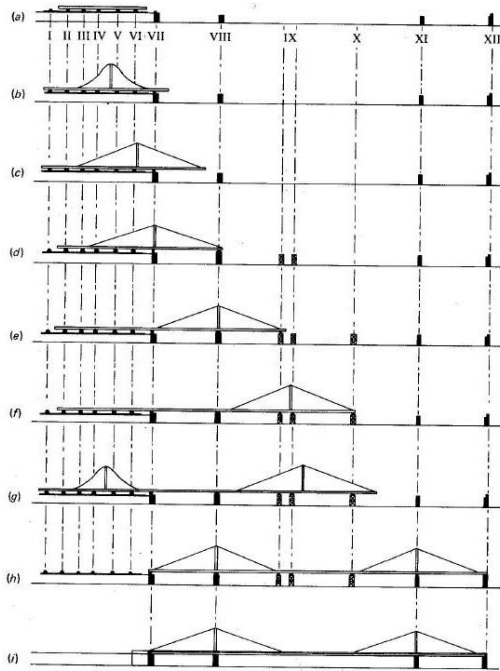 (a)
I II III IV V VI VII VIII IX X XI XII
(b)
(c)
(d)
(e)
(f)
(g)
(h)
(i)